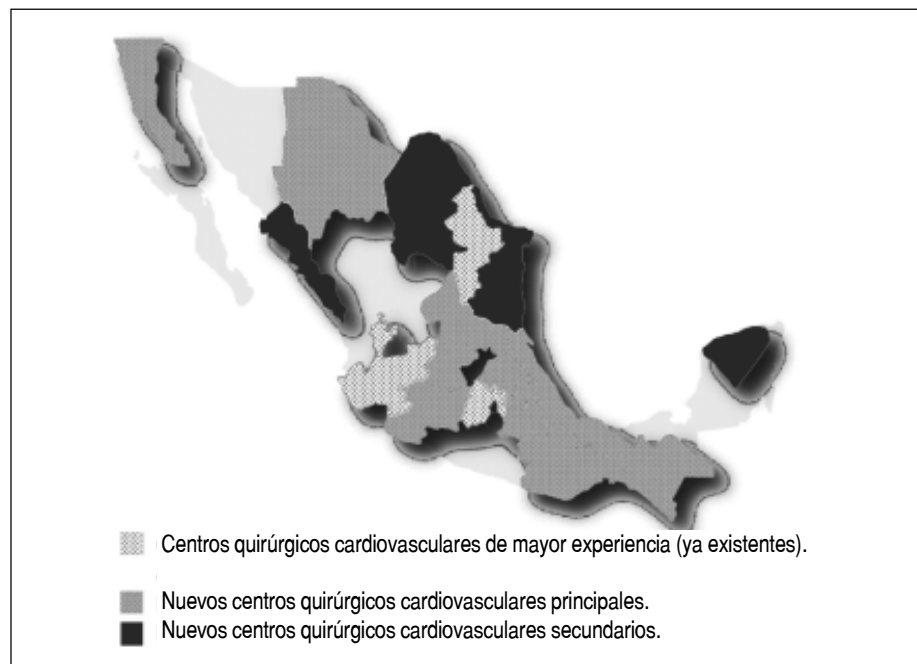 Centros quirúrgicos cardiovasculares de mayor experiencia (ya existentes).
Nuevos centros quirúrgicos cardiovasculares principales.
Nuevos centros quirúrgicos cardiovasculares secundarios.